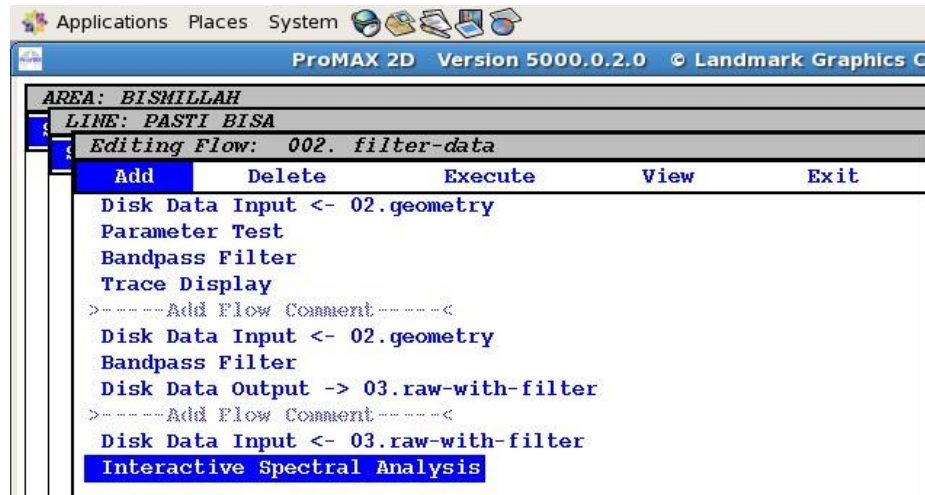 Applications Places System
ProMAX 2D Version 5000.0.2.0 © Landmark Graphics C
AREA: BISMILLAH
LINE: PASTI BISA
Editing Flow: 002. filter-data
Add Delete Execute View Exit
Disk Data Input <- 02.geometry
Parameter Test
Bandpass Filter
Trace Display
>-----Add Flow Comment-----<
Disk Data Input <- 02.geometry
Bandpass Filter
Disk Data Output -> 03.raw-with-filter
>-----Add Flow Comment-----<
Disk Data Input <- 03.raw-with-filter
Interactive Spectral Analysis